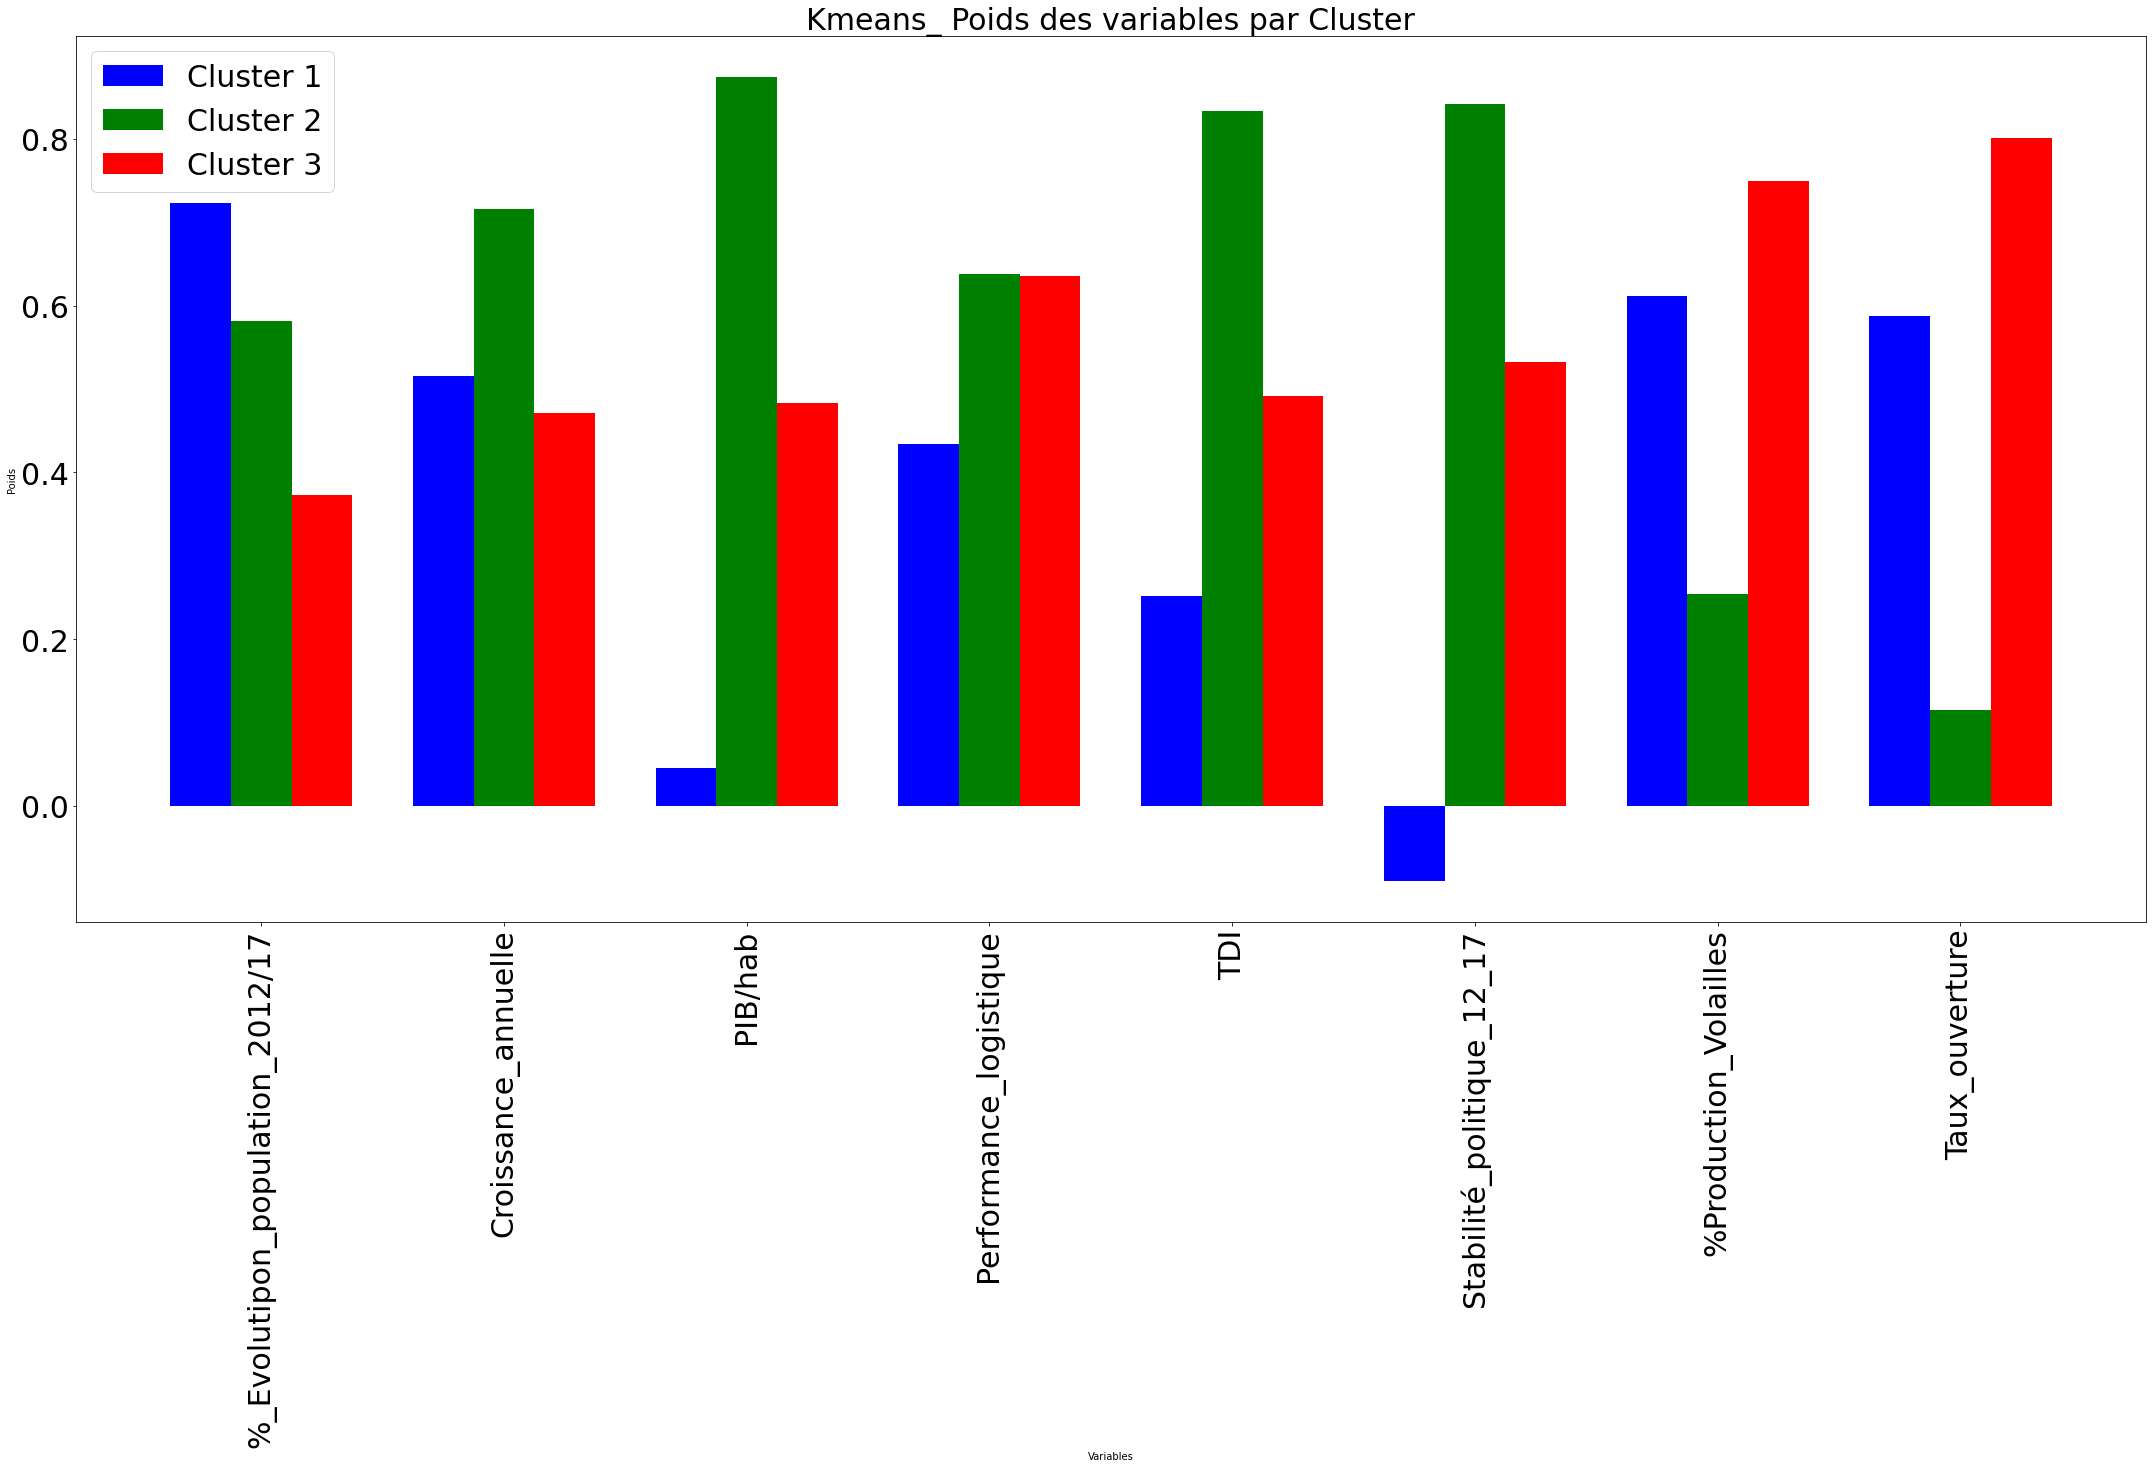 Kmeans_ Poids des variables par Cluster
Cluster 1
Cluster 2
Cluster 3
0.8
0.6
0.4
0.2
0.0
Poids
%_Evolutipon_population_2012/17
Croissance_annuelle
PIB/hab
Performance_logistique
TDI
Stabilité_politique_12_17
%Production_Volailles
Taux_ouverture
Variables